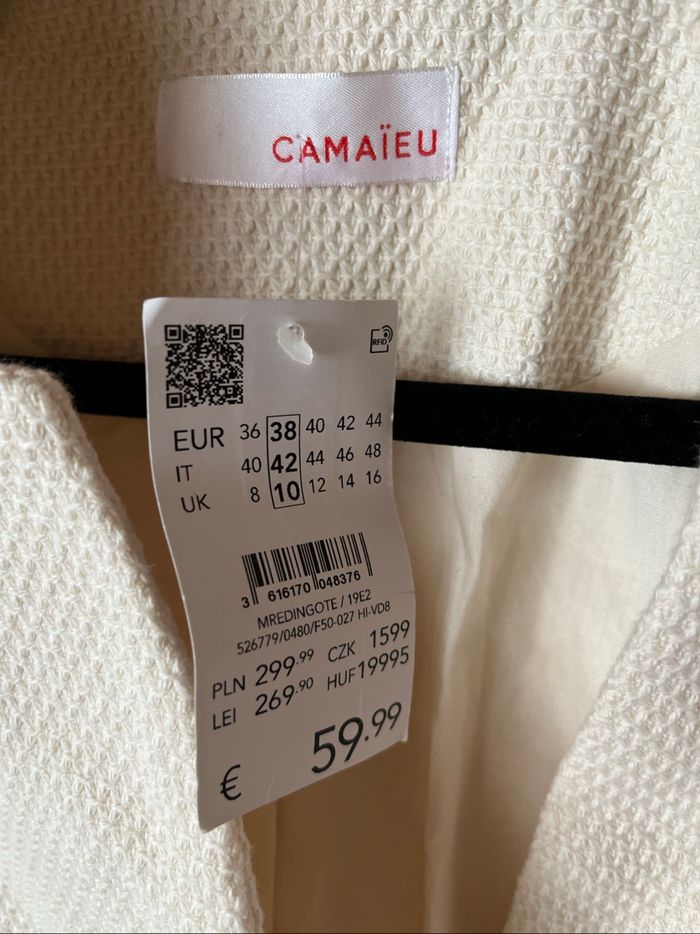 CAMAÏEU
RFID
EUR 36 38 40 42 44
IT 40 42 44 46 48
UK 8 10 12 14 16
3 616170 048376
MREDINGOTE / 19E2
526779/0480/F50-027 HI-VD8
PLN 299.99 CZK 1599
LEI 269.90 HUF 19995
€ 59.99